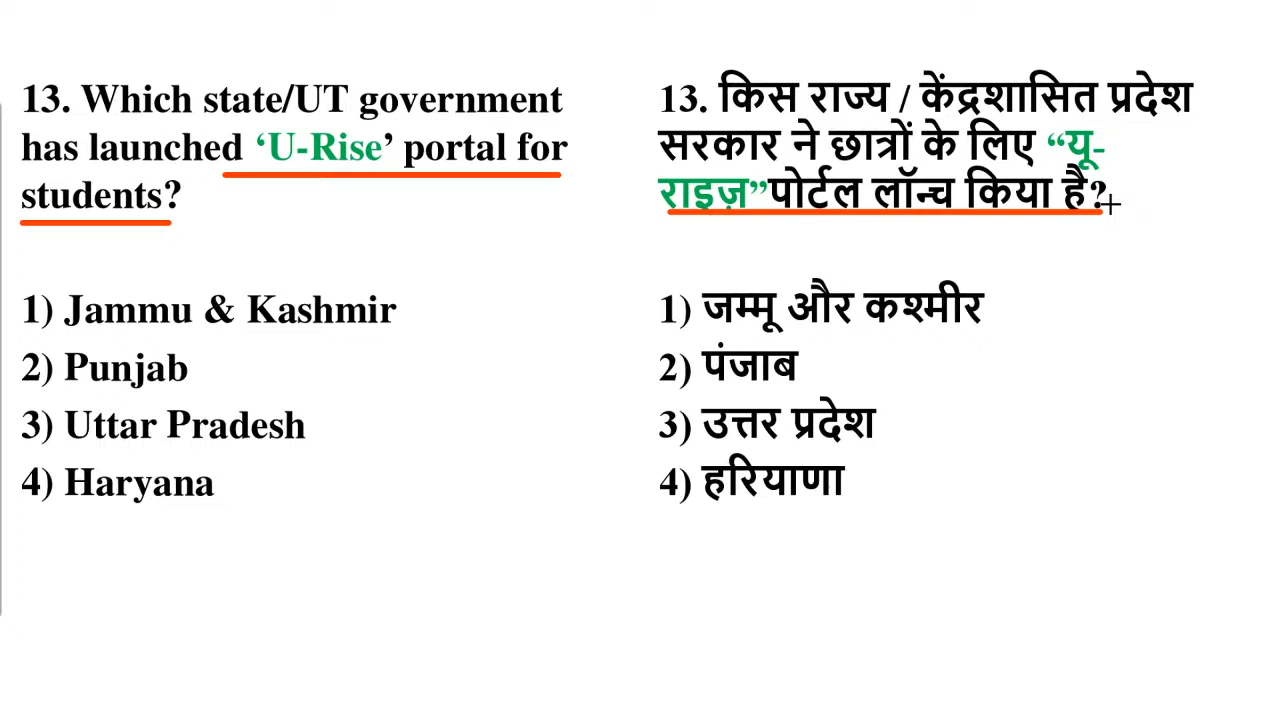 13. Which state/UT government
has launched ‘U-Rise’ portal for
students?
1) Jammu & Kashmir
2) Punjab
3) Uttar Pradesh
4) Haryana
13. किस राज्य / केंद्रशासित प्रदेश
सरकार ने छात्रों के लिए “यू-
राइज़”पोर्टल लॉन्च किया है?
1) जम्मू और कश्मीर
2) पंजाब
3) उत्तर प्रदेश
4) हरियाणा